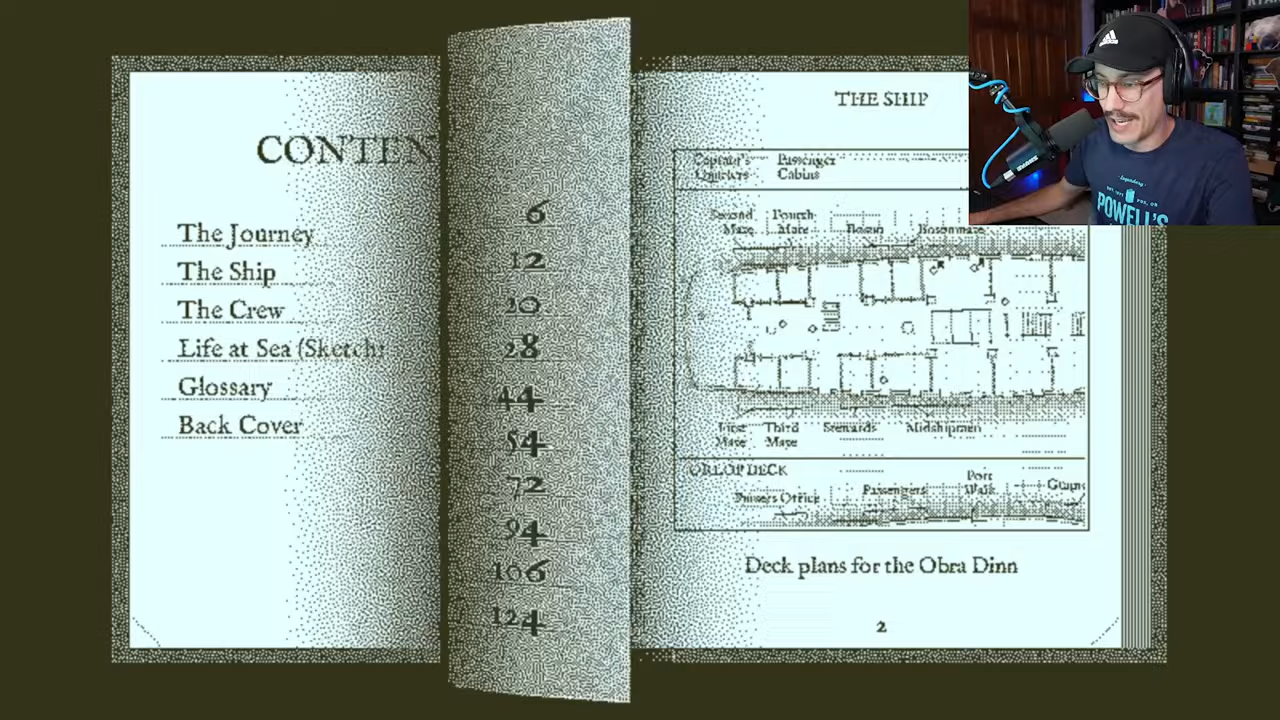 CONTEN
The Journey
The Ship
The Crew
Life at Sea (Sketch)
Glossary
Back Cover
6
12
20
28
44
54
72
94
106
124
THE SHIP
Captain's Passenger
Quarters Cabins
Second Fourth
Mate Mate Bosun
First Third Stewards Midshipmen
Mate Mate
ORLOP DECK
Port
Walk
Pursers Office Passengers
Deck plans for the Obra Dinn
2
POWELL'S